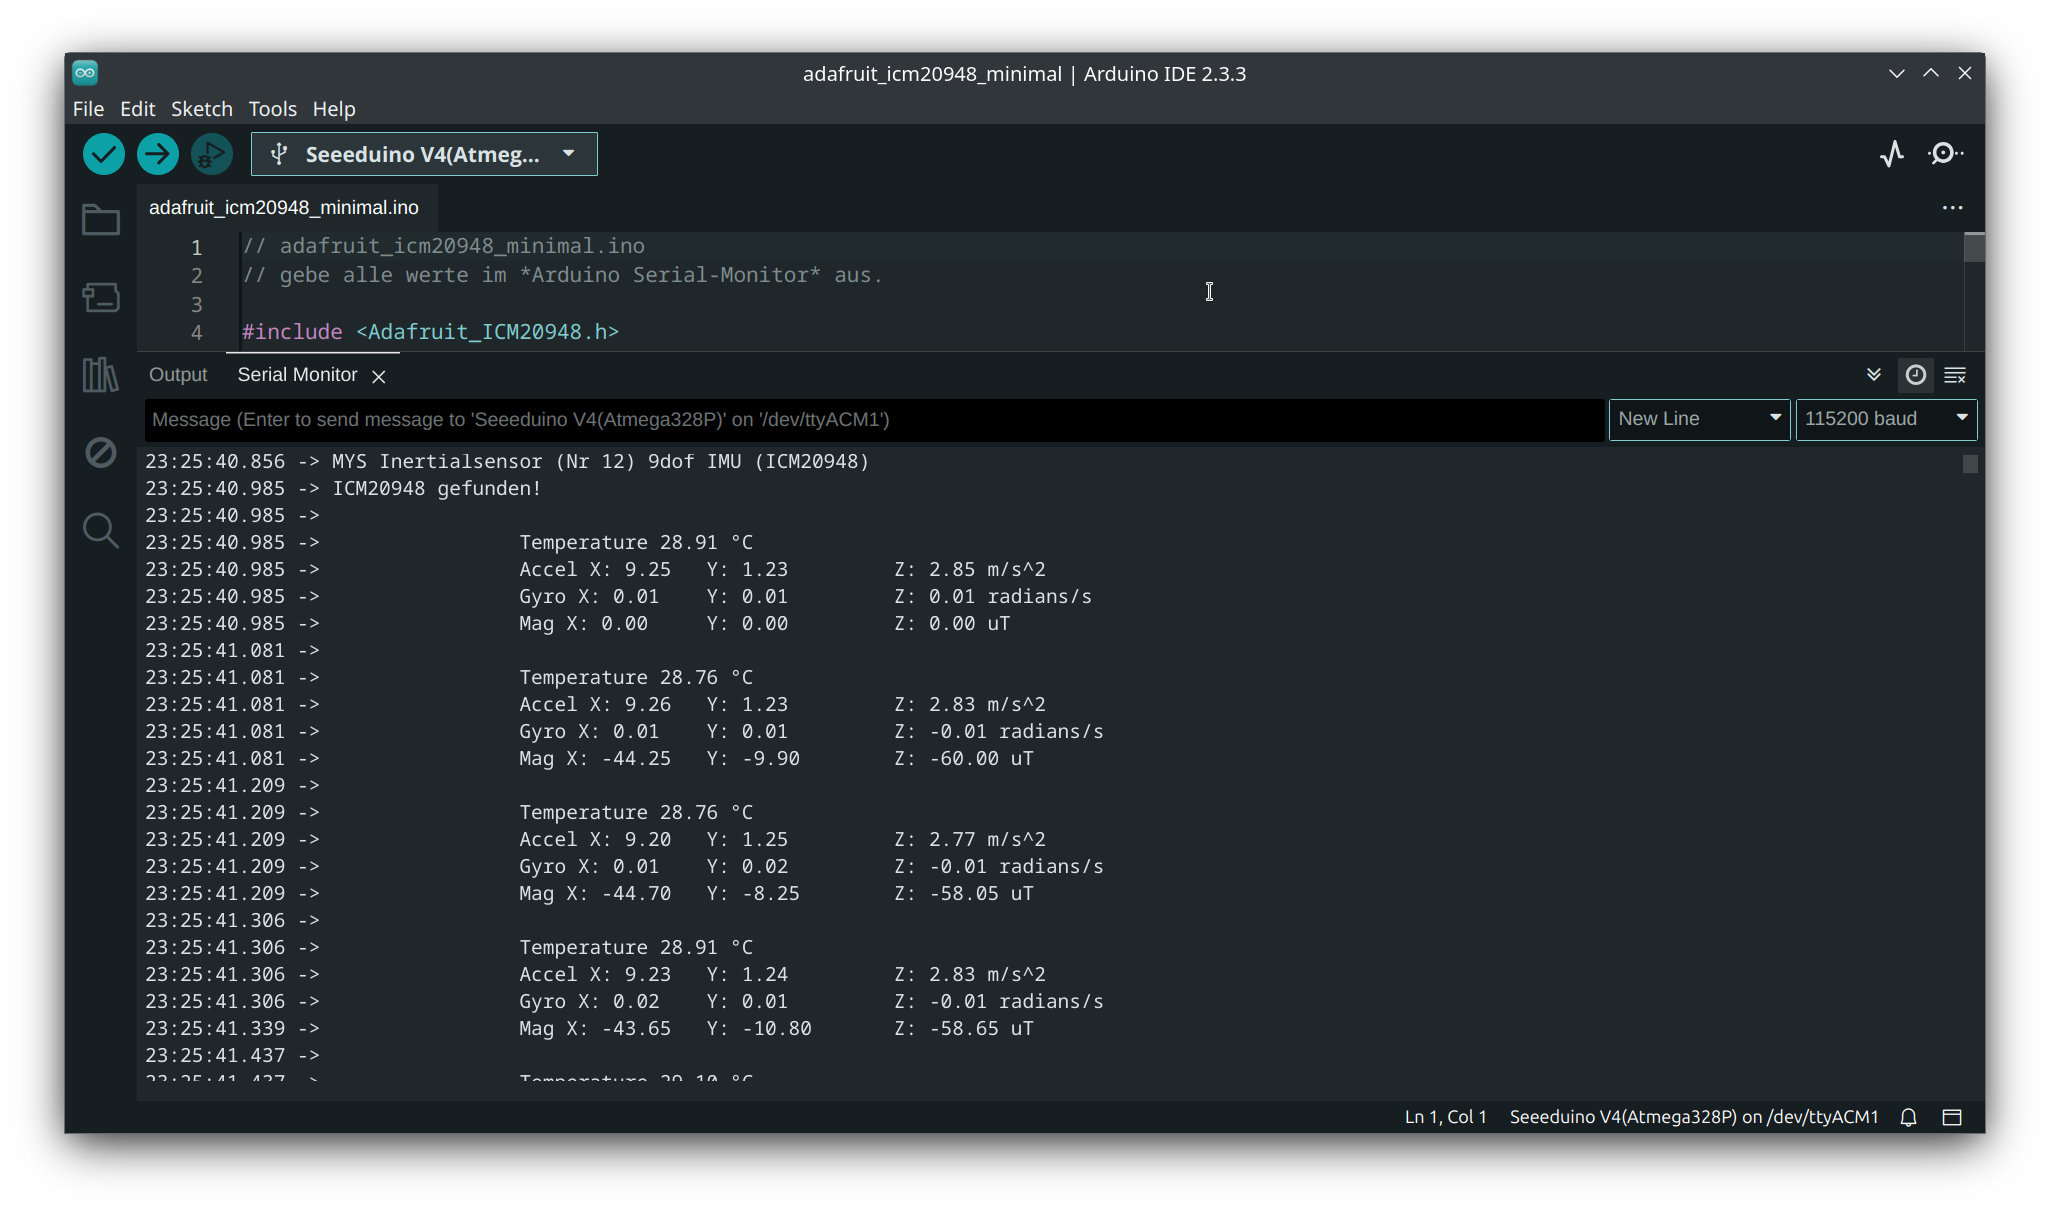 adafruit_icm20948_minimal | Arduino IDE 2.3.3
File Edit Sketch Tools Help
Seeeduino V4(Atmeg...
adafruit_icm20948_minimal.ino
1 // adafruit_icm20948_minimal.ino
2 // gebe alle werte im *Arduino Serial-Monitor* aus.
3
4 #include <Adafruit_ICM20948.h>
Output Serial Monitor
Message (Enter to send message to 'Seeeduino V4(Atmega328P)' on '/dev/ttyACM1') New Line 115200 baud
23:25:40.856 -> MYS Inertialsensor (Nr 12) 9dof IMU (ICM20948)
23:25:40.985 -> ICM20948 gefunden!
23:25:40.985 ->
23:25:40.985 -> Temperature 28.91 °C
23:25:40.985 -> Accel X: 9.25 Y: 1.23 Z: 2.85 m/s^2
23:25:40.985 -> Gyro X: 0.01 Y: 0.01 Z: 0.01 radians/s
23:25:40.985 -> Mag X: 0.00 Y: 0.00 Z: 0.00 uT
23:25:41.081 ->
23:25:41.081 -> Temperature 28.76 °C
23:25:41.081 -> Accel X: 9.26 Y: 1.23 Z: 2.83 m/s^2
23:25:41.081 -> Gyro X: 0.01 Y: 0.01 Z: -0.01 radians/s
23:25:41.081 -> Mag X: -44.25 Y: -9.90 Z: -60.00 uT
23:25:41.209 ->
23:25:41.209 -> Temperature 28.76 °C
23:25:41.209 -> Accel X: 9.20 Y: 1.25 Z: 2.77 m/s^2
23:25:41.209 -> Gyro X: 0.01 Y: 0.02 Z: -0.01 radians/s
23:25:41.209 -> Mag X: -44.70 Y: -8.25 Z: -58.05 uT
23:25:41.306 ->
23:25:41.306 -> Temperature 28.91 °C
23:25:41.306 -> Accel X: 9.23 Y: 1.24 Z: 2.83 m/s^2
23:25:41.306 -> Gyro X: 0.02 Y: 0.01 Z: -0.01 radians/s
23:25:41.339 -> Mag X: -43.65 Y: -10.80 Z: -58.65 uT
23:25:41.437 ->
23:25:41.437 -> Temperature 29.10 °C
Ln 1, Col 1 Seeeduino V4(Atmega328P) on /dev/ttyACM1